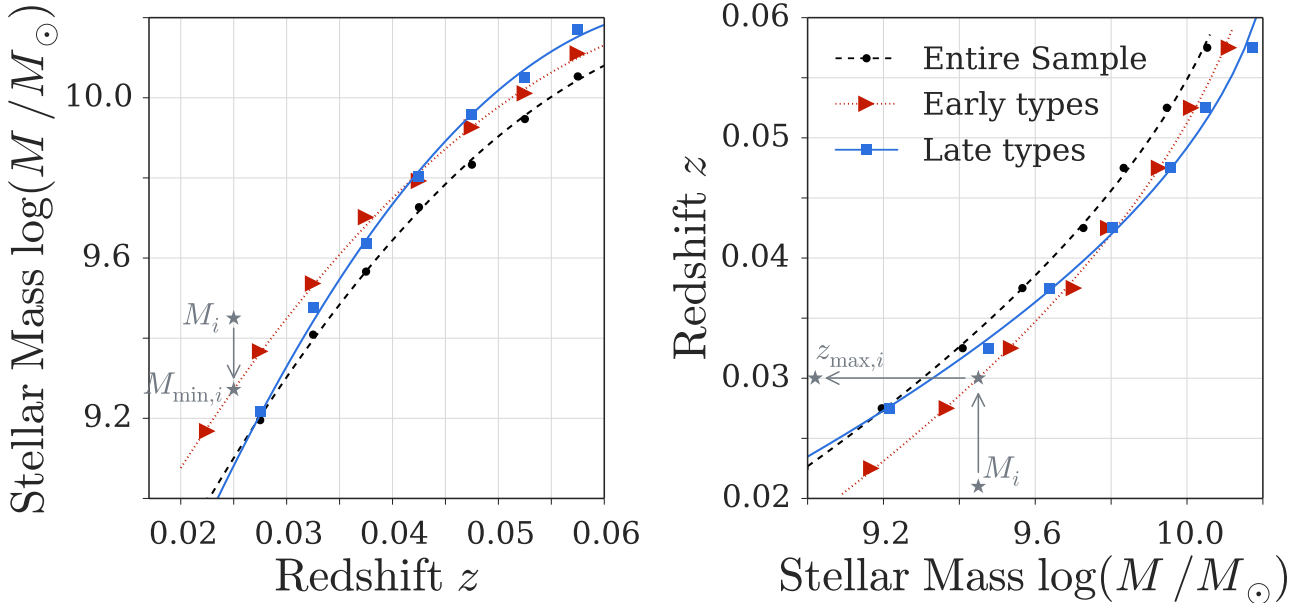 Stellar Mass log(M/M☉)
10.0
9.6
9.2
M_i
M_min,i
0.02 0.03 0.04 0.05 0.06
Redshift z
Redshift z
0.06
0.05
0.04
0.03
0.02
Entire Sample
Early types
Late types
z_max,i
M_i
9.2 9.6 10.0
Stellar Mass log(M/M☉)